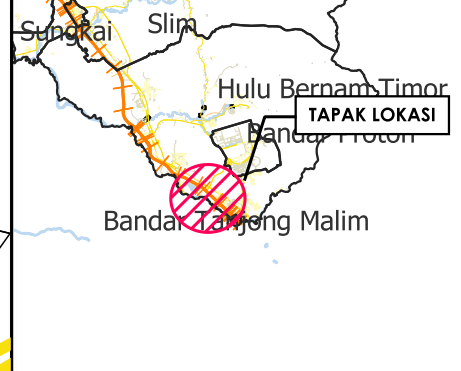 Slim
Sungkai
Hulu Bernam Timor
TAPAK LOKASI
Bandar Proton
Bandar Tanjong Malim